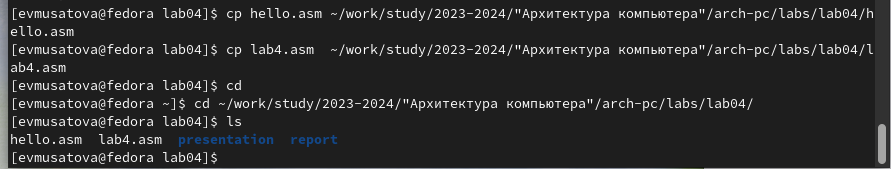 [evmusatova@fedora lab04]$ cp hello.asm ~/work/study/2023-2024/"Архитектура компьютера"/arch-pc/labs/lab04/h
ello.asm
[evmusatova@fedora lab04]$ cp lab4.asm  ~/work/study/2023-2024/"Архитектура компьютера"/arch-pc/labs/lab04/l
ab4.asm
[evmusatova@fedora lab04]$ cd
[evmusatova@fedora ~]$ cd ~/work/study/2023-2024/"Архитектура компьютера"/arch-pc/labs/lab04/
[evmusatova@fedora lab04]$ ls
hello.asm  lab4.asm  presentation  report
[evmusatova@fedora lab04]$